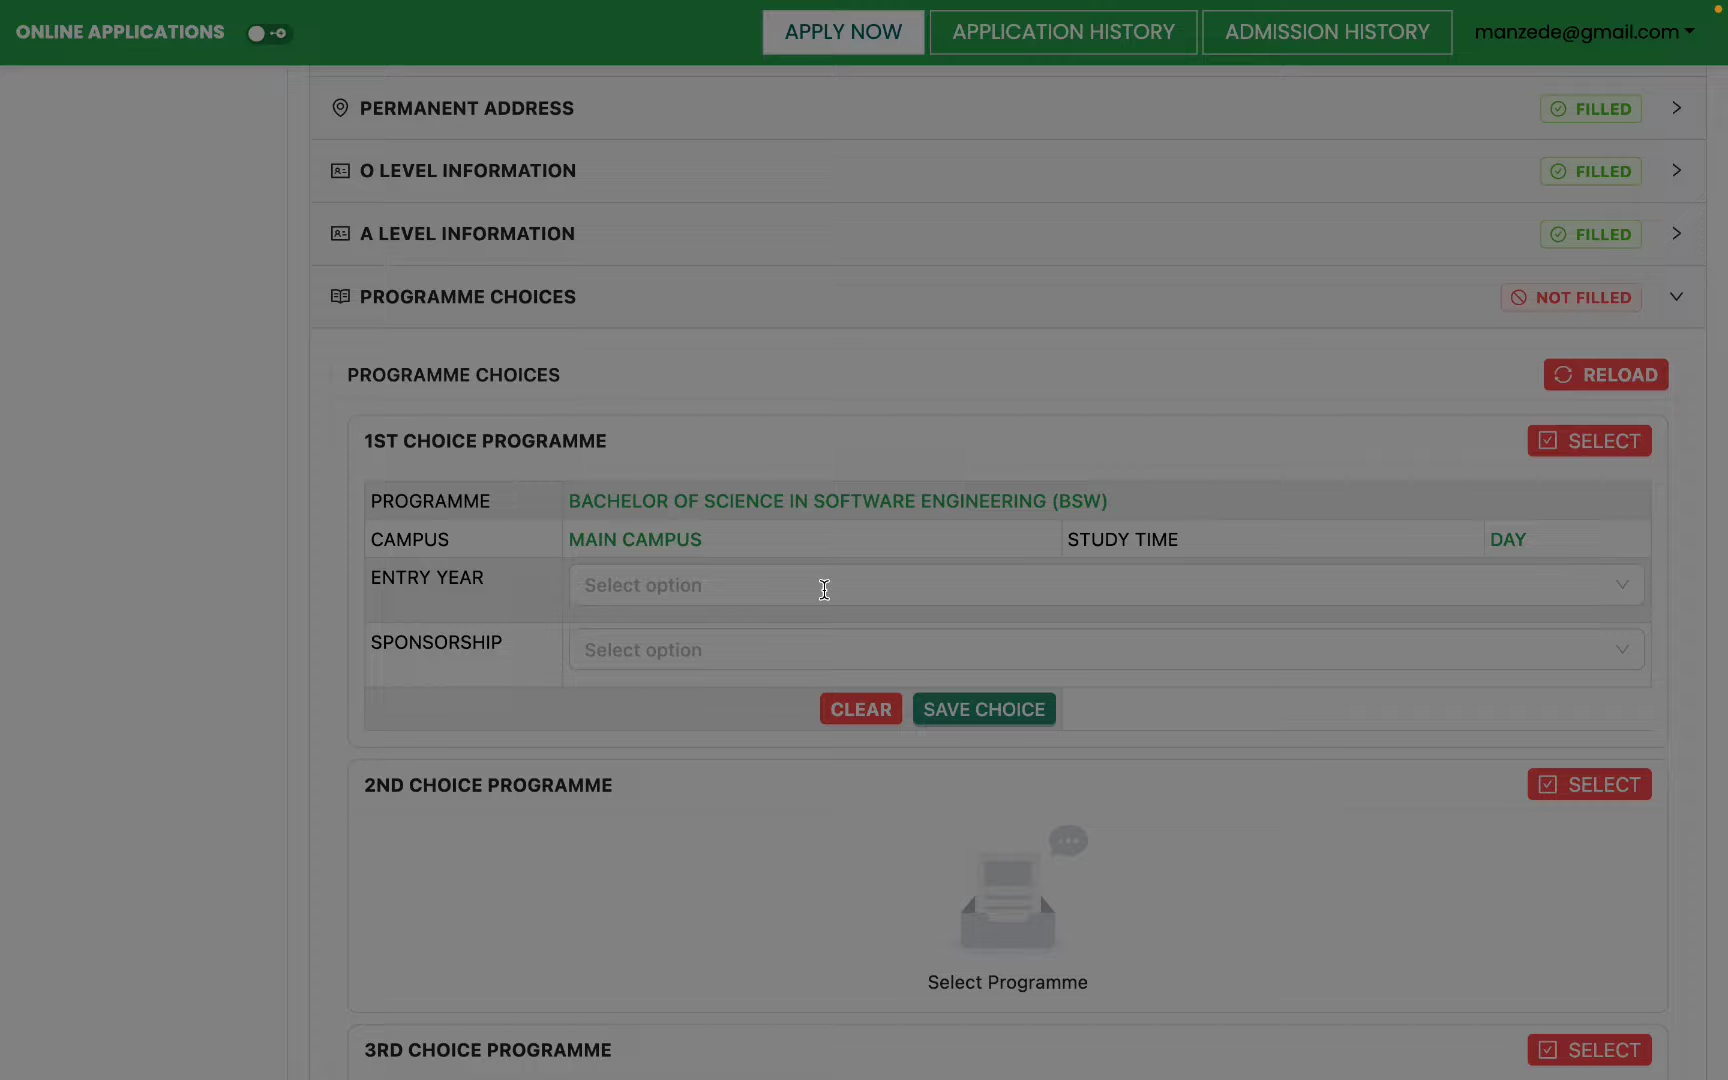 ONLINE APPLICATIONS
APPLY NOW
APPLICATION HISTORY
ADMISSION HISTORY
manzede@gmail.com
PERMANENT ADDRESS
FILLED
O LEVEL INFORMATION
FILLED
A LEVEL INFORMATION
FILLED
PROGRAMME CHOICES
NOT FILLED
PROGRAMME CHOICES
RELOAD
1ST CHOICE PROGRAMME
SELECT
PROGRAMME
BACHELOR OF SCIENCE IN SOFTWARE ENGINEERING (BSW)
CAMPUS
MAIN CAMPUS
STUDY TIME
DAY
ENTRY YEAR
Select option
SPONSORSHIP
Select option
CLEAR
SAVE CHOICE
2ND CHOICE PROGRAMME
SELECT
Select Programme
3RD CHOICE PROGRAMME
SELECT